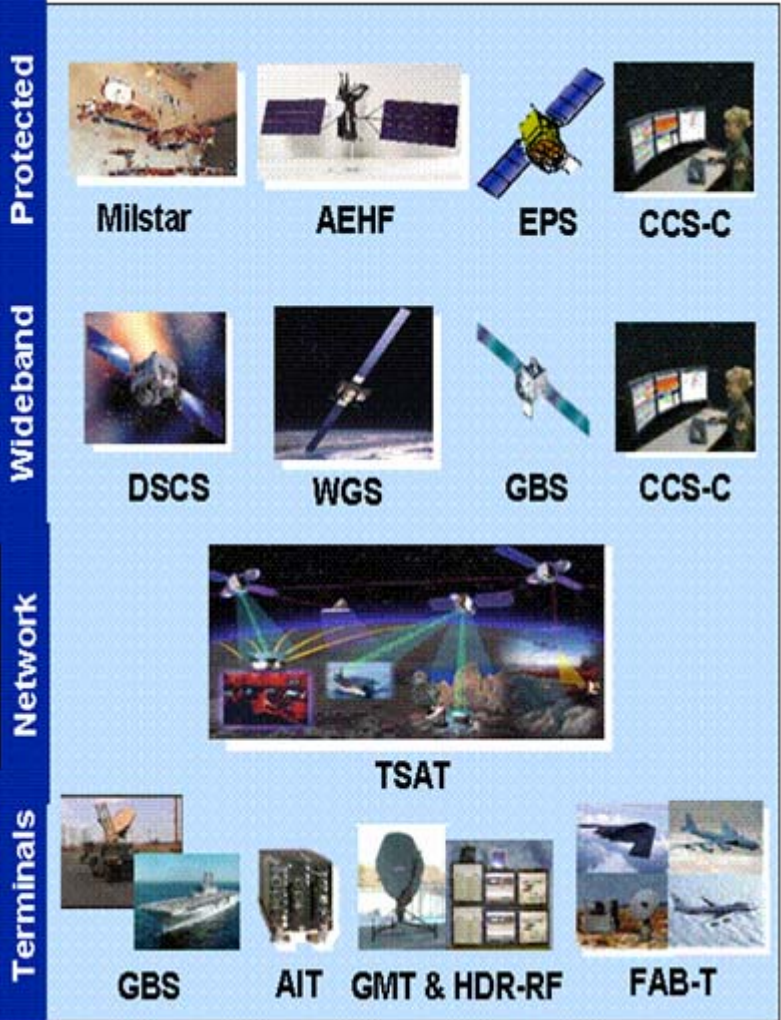 Protected
Milstar AEHF EPS CCS-C
Wideband
DSCS WGS GBS CCS-C
Network
TSAT
Terminals
GBS AIT GMT & HDR-RF FAB-T